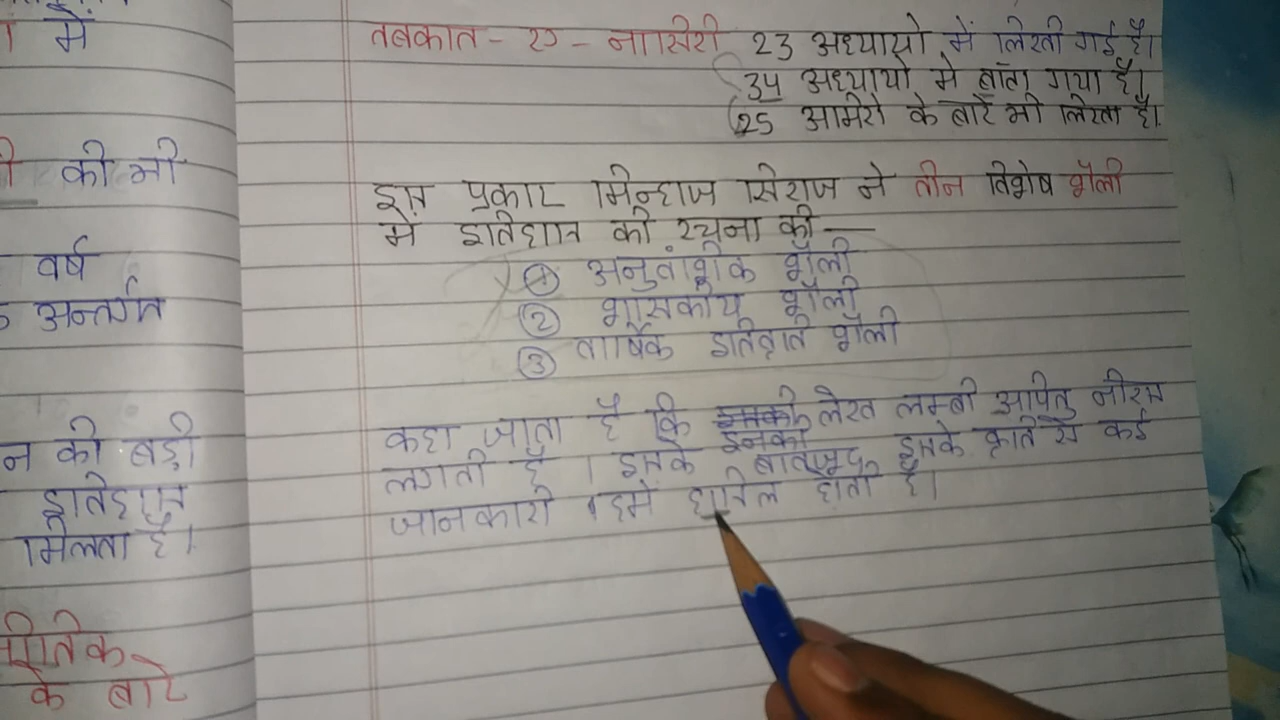 में
की भी
वर्ष
अन्तर्गत
न की बड़ी
इतिहास
मिलता है।
के बारे
तबकात - ए - नासिरी 23 अध्यायो में लिखी गई है।
34 अध्यायो मे बांटा गया है।
25 आमिरो के बारे मी लिखा है।
इस प्रकार मिन्हाज सिराज ने तीन विशेष शैली
में इतिहास की रचना की —
① अनुवांशिक शैली
② शासकीय शैली
③ वार्षिक इतिवृति शैली
कहा जाता है कि इनकी लेख लम्बी अपितु नीरस
लगती है । इसके बावजूद इसके कृति से कई
जानकारी हमें हासिल होती है।